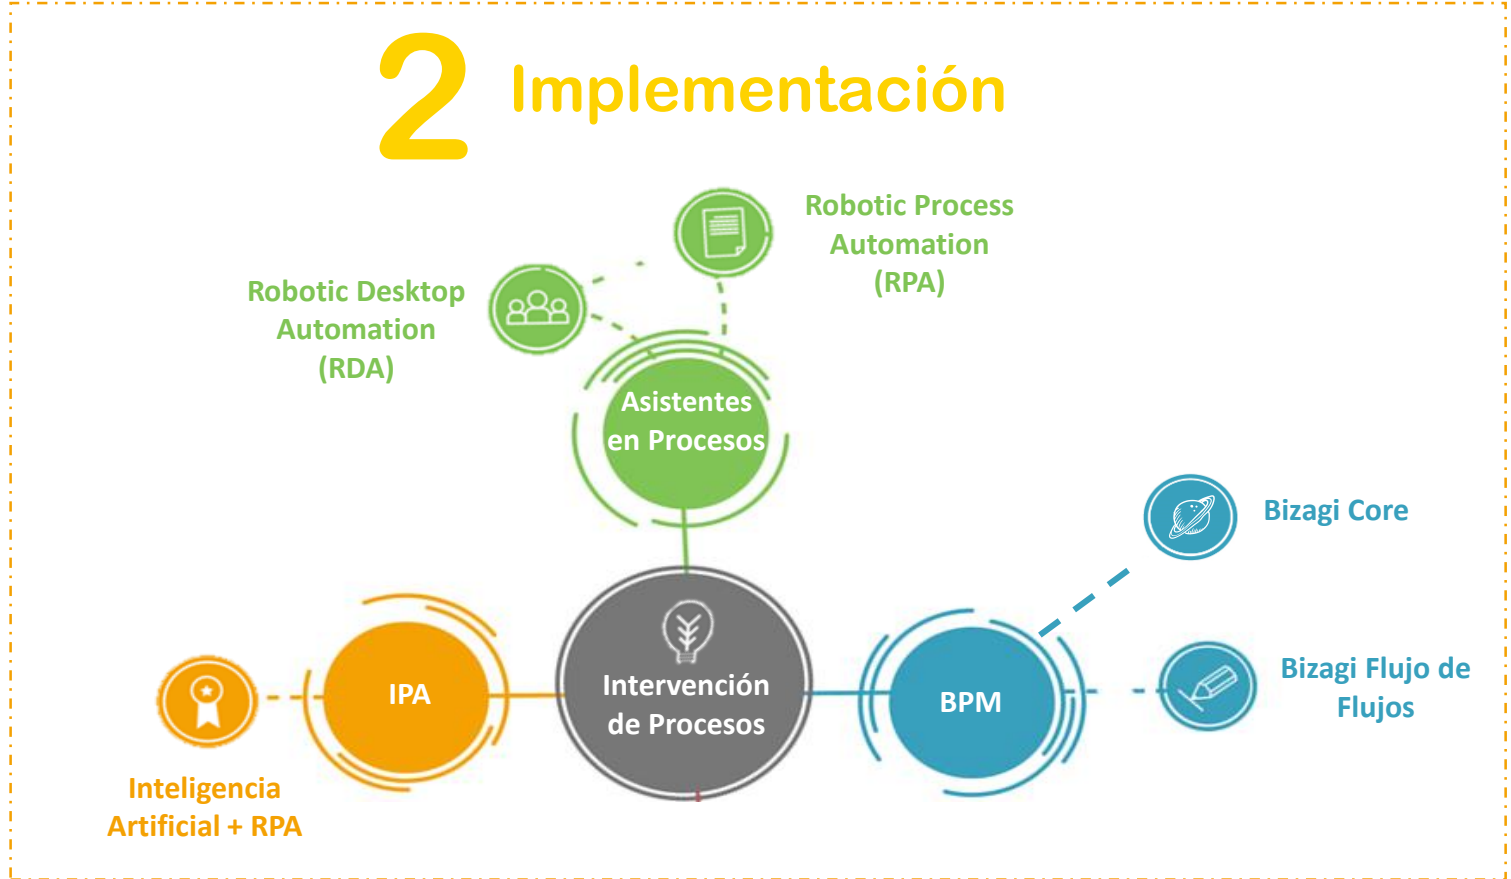 2 Implementación
Robotic Process
Automation
(RPA)
Robotic Desktop
Automation
(RDA)
Asistentes
en Procesos
Bizagi Core
Intervención
de Procesos
IPA
BPM
Bizagi Flujo de
Flujos
Inteligencia
Artificial + RPA